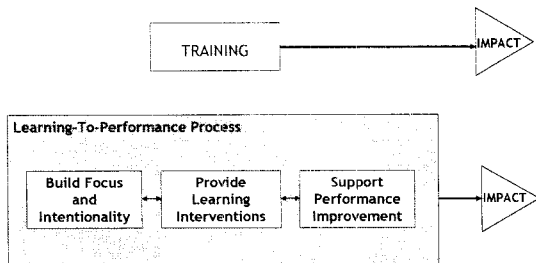 TRAINING
IMPACT
Learning-To-Performance Process
Build Focus
and
Intentionality
Provide
Learning
Interventions
Support
Performance
Improvement
IMPACT